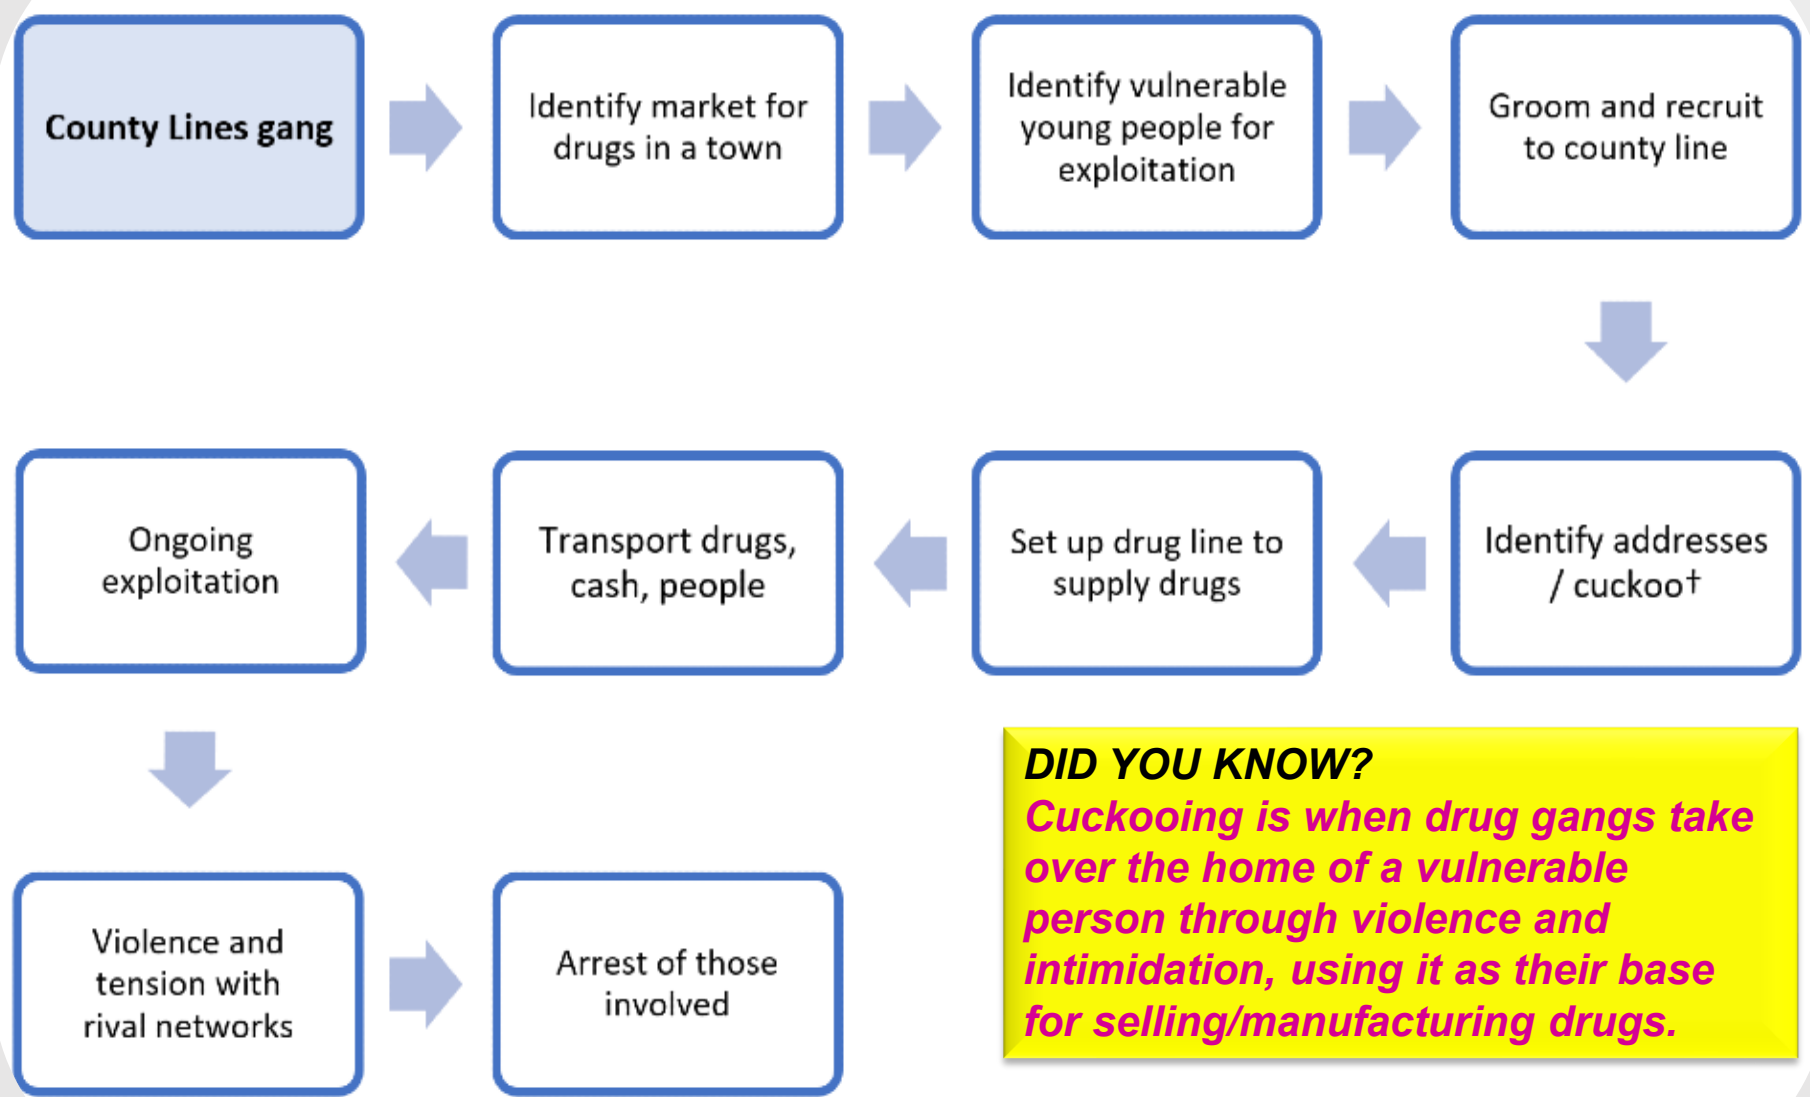 County Lines gang
Identify market for
drugs in a town
Identify vulnerable
young people for
exploitation
Groom and recruit
to county line
Identify addresses
/ cuckoo†
Set up drug line to
supply drugs
Transport drugs,
cash, people
Ongoing
exploitation
Violence and
tension with
rival networks
Arrest of those
involved
DID YOU KNOW?
Cuckooing is when drug gangs take
over the home of a vulnerable
person through violence and
intimidation, using it as their base
for selling/manufacturing drugs.